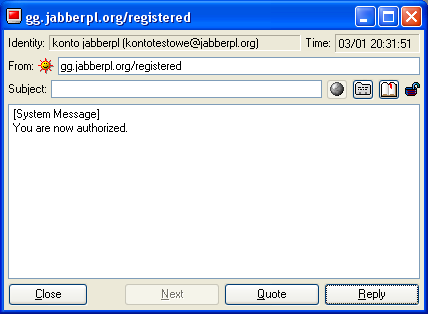 gg.jabberpl.org/registered
Identity: konto jabberpl (kontotestowe@jabberpl.org) Time: 03/01 20:31:51
From: gg.jabberpl.org/registered
Subject:
[System Message]
You are now authorized.
Close Next Quote Reply